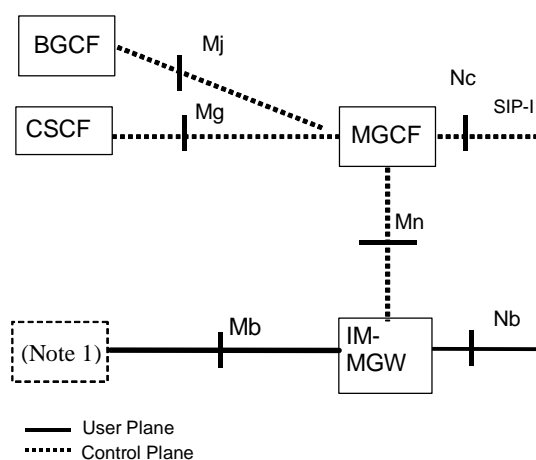 BGCF
Mj
Nc
CSCF
Mg
MGCF
SIP-I
Mn
(Note 1)
Mb
IM-
MGW
Nb
User Plane
Control Plane